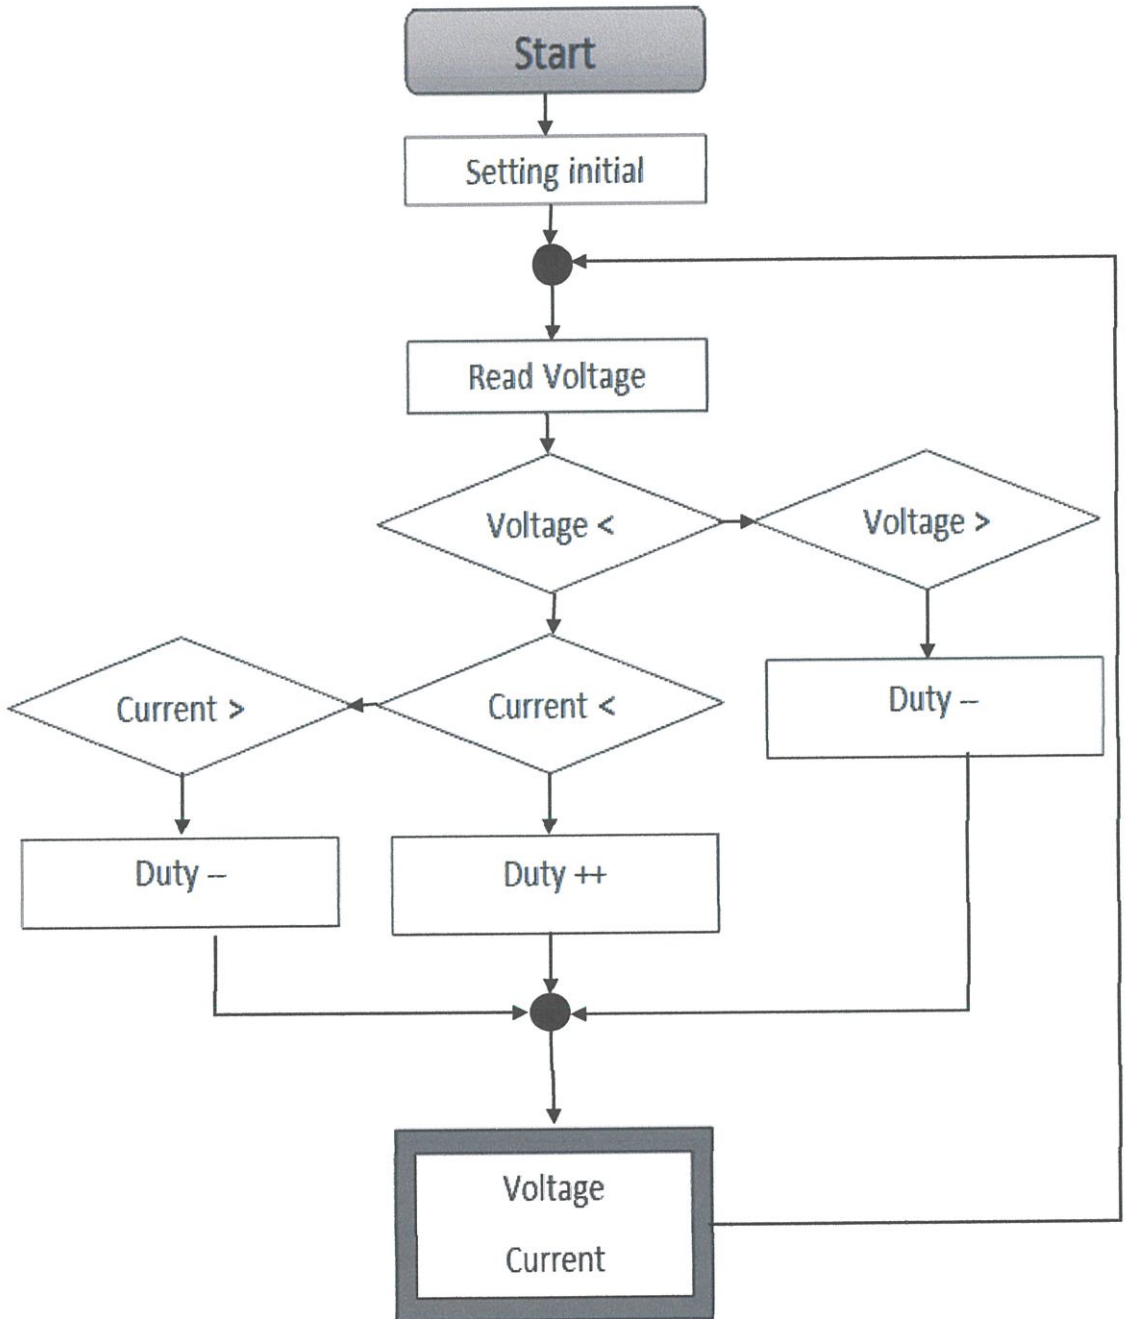 Start
Setting initial
Read Voltage
Voltage <
Voltage >
Current >
Current <
Duty --
Duty --
Duty ++
Voltage
Current